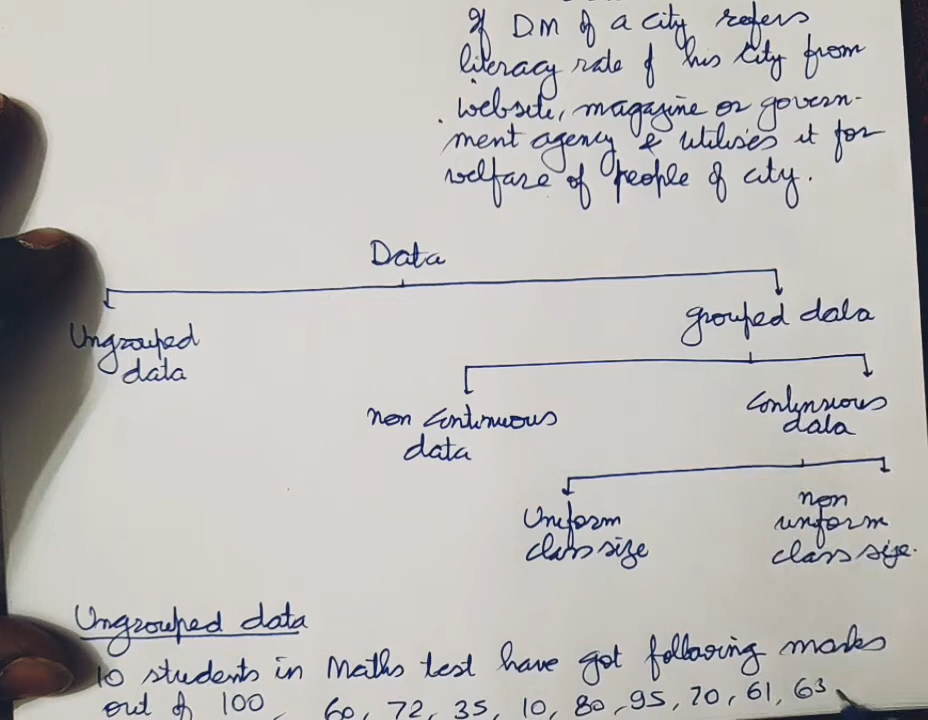 If DM of a city refers
literacy rate of his city from
website, magazine or govern-
ment agency & utilises it for
welfare of people of city.
Data
Ungrouped
data
grouped data
non continuous
data
Continuous
data
Uniform
class size
non
uniform
class size.
Ungrouped data
10 students in Maths test have got following marks
out of 100, 60, 72, 35, 10, 80, 95, 70, 61, 63